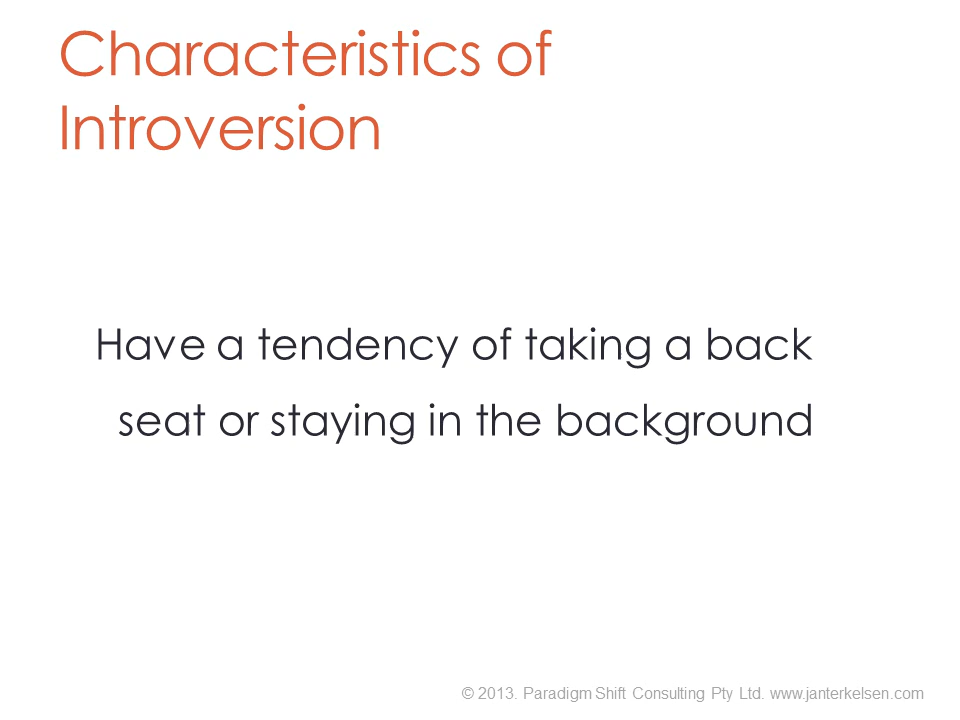 Characteristics of
Introversion
Have a tendency of taking a back
seat or staying in the background
© 2013. Paradigm Shift Consulting Pty Ltd. www.janterkelsen.com